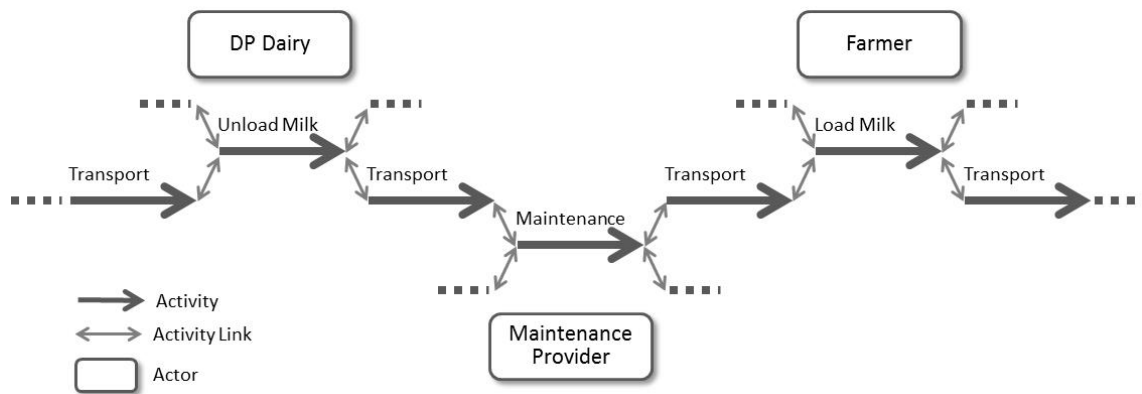 DP Dairy
Farmer
Unload Milk
Load Milk
Transport
Transport
Transport
Transport
Maintenance
Activity
Activity Link
Actor
Maintenance
Provider